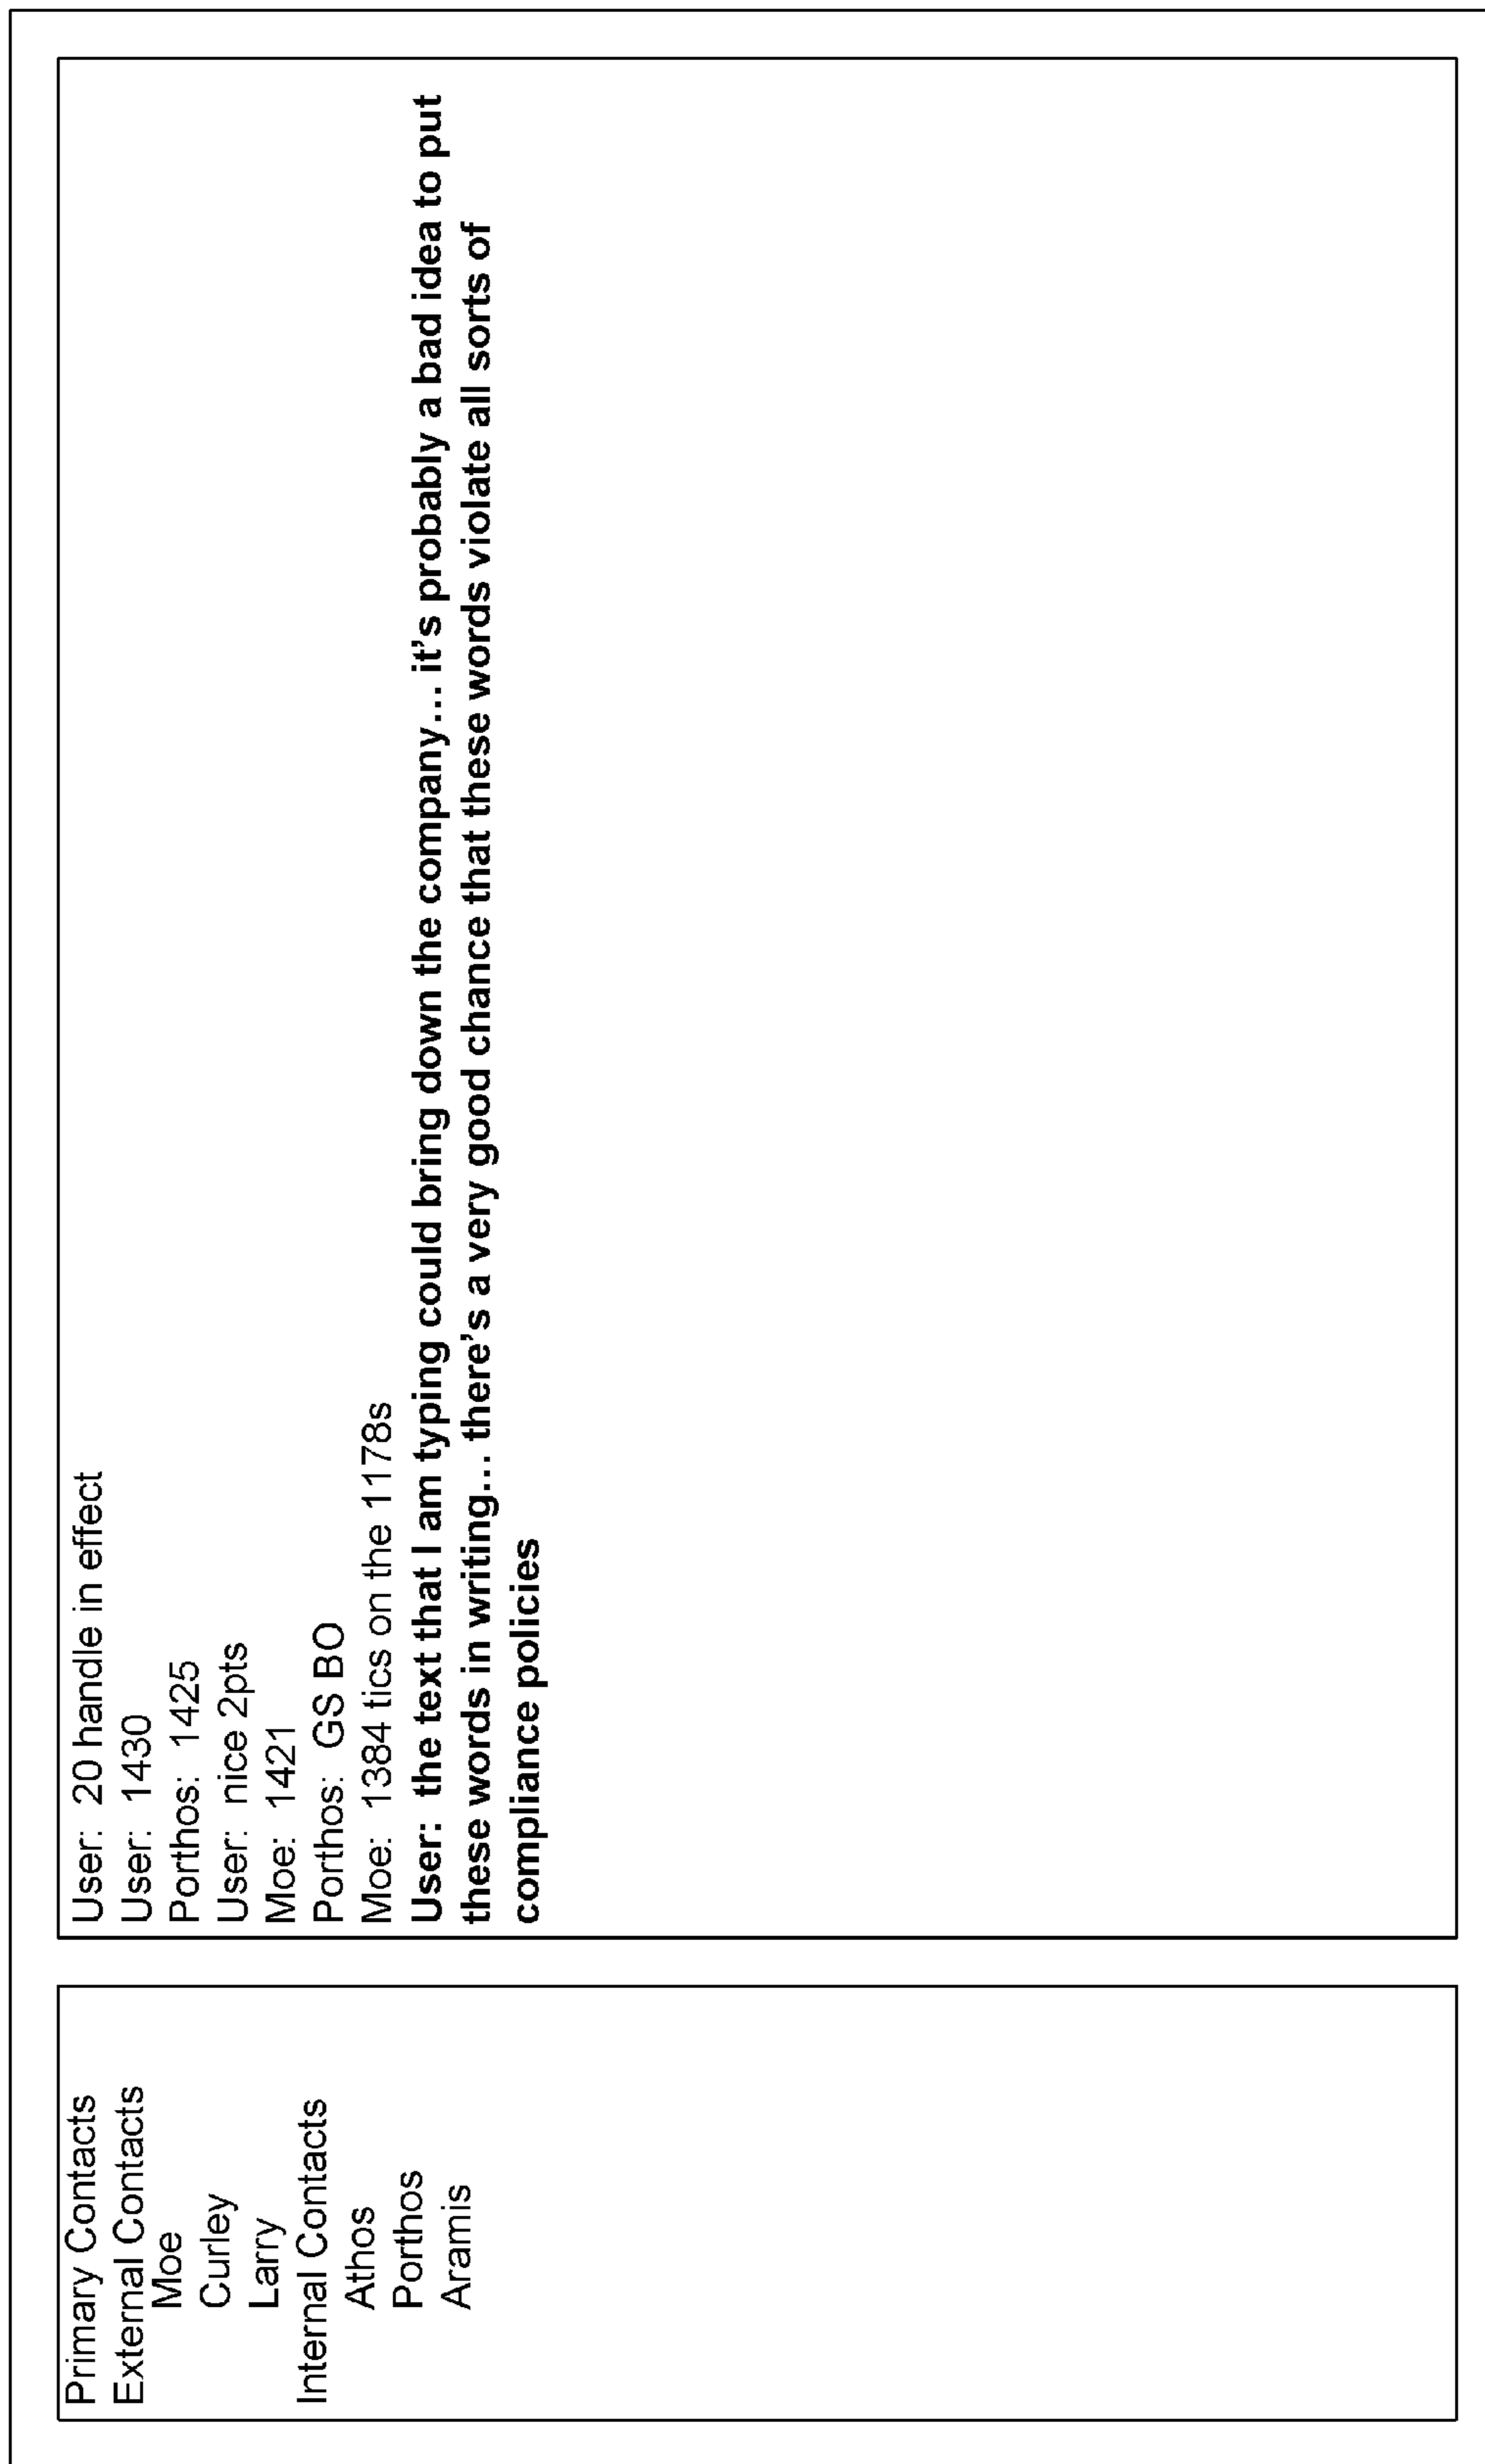 Primary Contacts
External Contacts
Moe
Curley
Larry
Internal Contacts
Athos
Porthos
Aramis
User: 20 handle in effect
User: 1430
Porthos: 1425
User: nice 2pts
Moe: 1421
Porthos: GS BO
Moe: 1384 tics on the 1178s
User: the text that I am typing could bring down the company... it's probably a bad idea to put
these words in writing... there's a very good chance that these words violate all sorts of
compliance policies